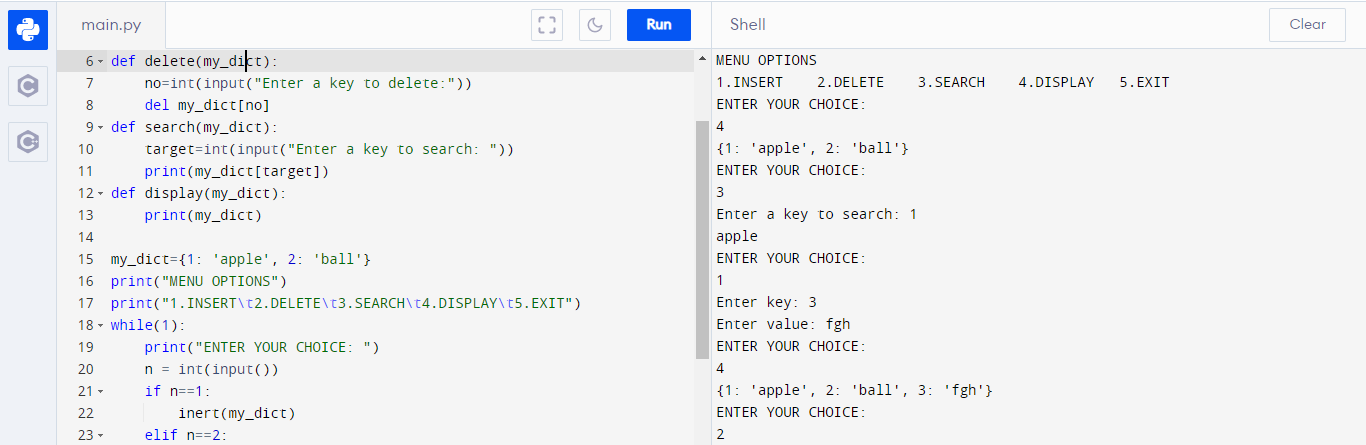 main.py
Run
Shell
Clear
6 def delete(my_dict):
7     no=int(input("Enter a key to delete:"))
8     del my_dict[no]
9 def search(my_dict):
10     target=int(input("Enter a key to search: "))
11     print(my_dict[target])
12 def display(my_dict):
13     print(my_dict)
14
15 my_dict={1: 'apple', 2: 'ball'}
16 print("MENU OPTIONS")
17 print("1.INSERT\t2.DELETE\t3.SEARCH\t4.DISPLAY\t5.EXIT")
18 while(1):
19     print("ENTER YOUR CHOICE: ")
20     n = int(input())
21     if n==1:
22         inert(my_dict)
23     elif n==2:
MENU OPTIONS
1.INSERT    2.DELETE    3.SEARCH    4.DISPLAY   5.EXIT
ENTER YOUR CHOICE:
4
{1: 'apple', 2: 'ball'}
ENTER YOUR CHOICE:
3
Enter a key to search: 1
apple
ENTER YOUR CHOICE:
1
Enter key: 3
Enter value: fgh
ENTER YOUR CHOICE:
4
{1: 'apple', 2: 'ball', 3: 'fgh'}
ENTER YOUR CHOICE:
2